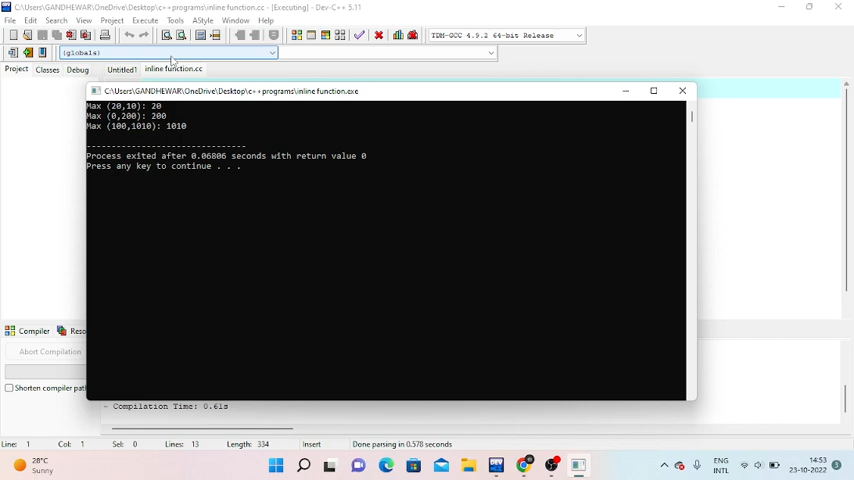 C:\Users\GANDHEWAR\OneDrive\Desktop\c++programs\inline function.cc - [Executing] - Dev-C++ 5.11
File Edit Search View Project Execute Tools AStyle Window Help
TDM-GCC 4.9.2 64-bit Release
(globals)
Project Classes Debug Untitled1 inline function.cc
C:\Users\GANDHEWAR\OneDrive\Desktop\c++programs\inline function.exe
Max (20,10): 20
Max (0,200): 200
Max (100,1010): 1010
--------------------------------
Process exited after 0.06806 seconds with return value 0
Press any key to continue . . .
Compiler Reso
Abort Compilation
Shorten compiler path
- Compilation Time: 0.61s
Line: 1 Col: 1 Sel: 0 Lines: 13 Length: 334 Insert Done parsing in 0.578 seconds
28°C
Sunny
DEV
ENG
INTL
14:53
23-10-2022
3